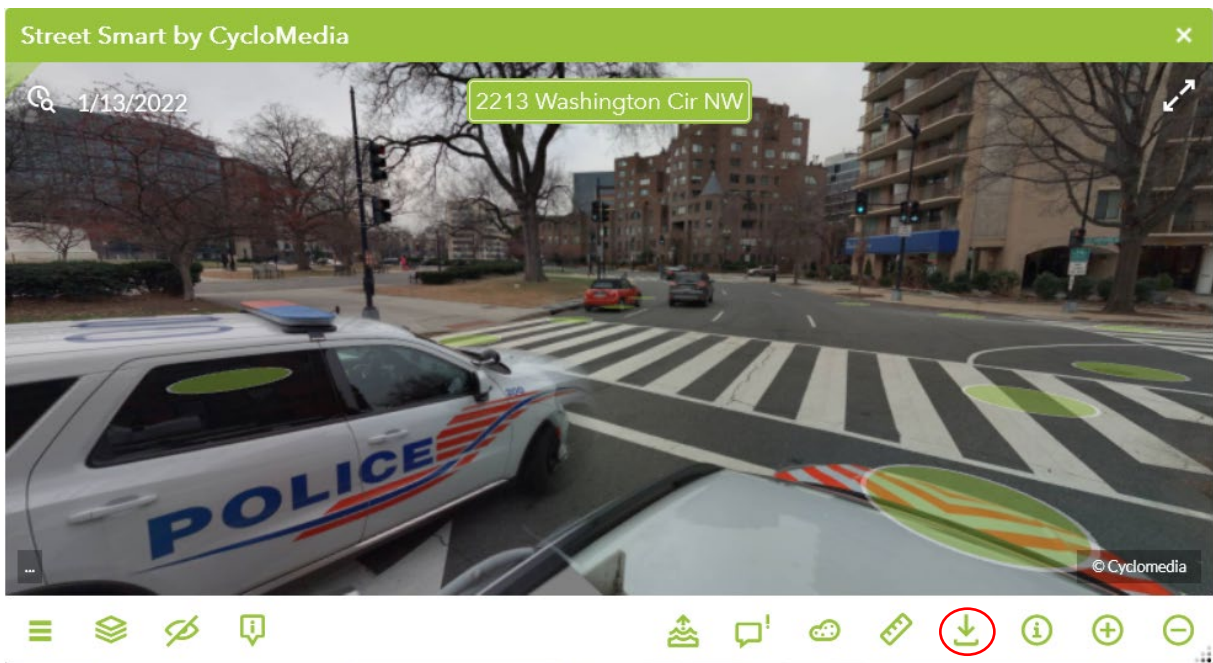 Street Smart by CycloMedia
1/13/2022
2213 Washington Cir NW
POLICE
...
© Cyclomedia